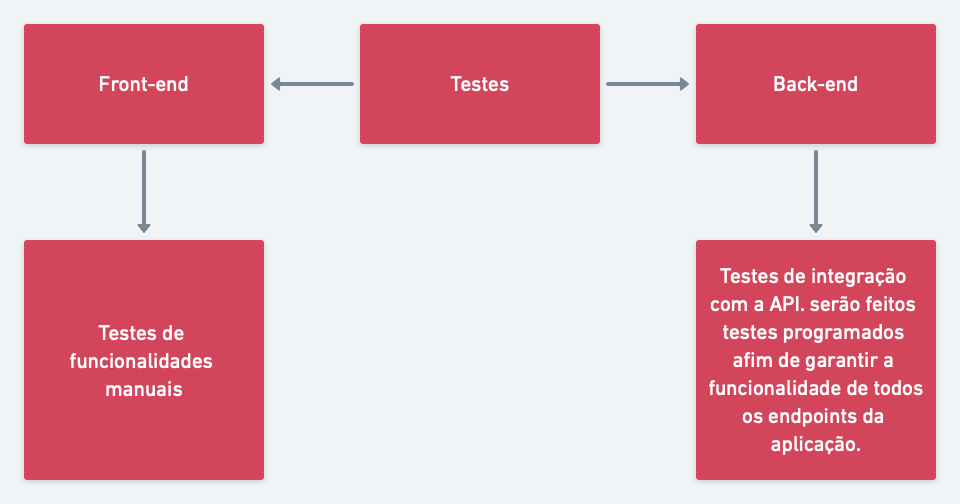 Front-end
Testes
Back-end
Testes de
funcionalidades
manuais
Testes de integração
com a API. serão feitos
testes programados
afim de garantir a
funcionalidade de todos
os endpoints da
aplicação.